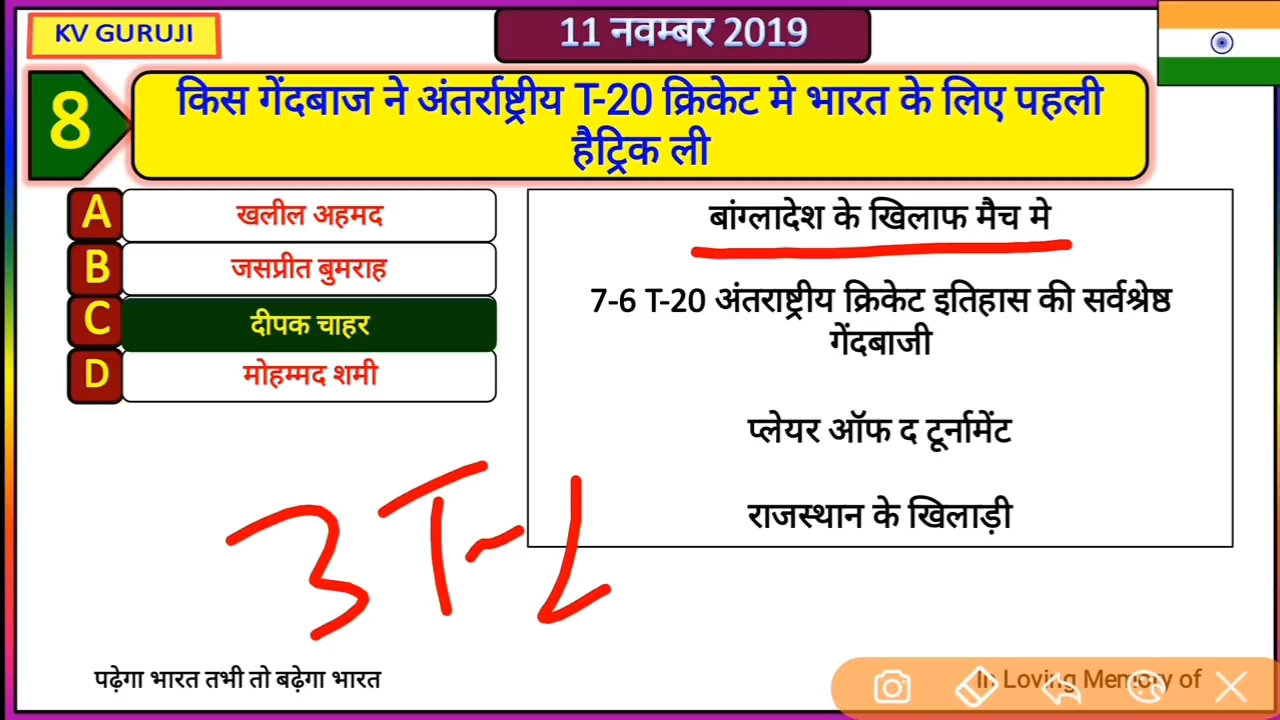 KV GURUJI
11 नवम्बर 2019
8
किस गेंदबाज ने अंतर्राष्ट्रीय T-20 क्रिकेट मे भारत के लिए पहली
हैट्रिक ली
A खलील अहमद
B जसप्रीत बुमराह
C दीपक चाहर
D मोहम्मद शमी
बांग्लादेश के खिलाफ मैच मे
7-6 T-20 अंतराष्ट्रीय क्रिकेट इतिहास की सर्वश्रेष्ठ
गेंदबाजी
प्लेयर ऑफ द टूर्नामेंट
राजस्थान के खिलाड़ी
3 T-2
पढ़ेगा भारत तभी तो बढ़ेगा भारत
In Loving Memory of